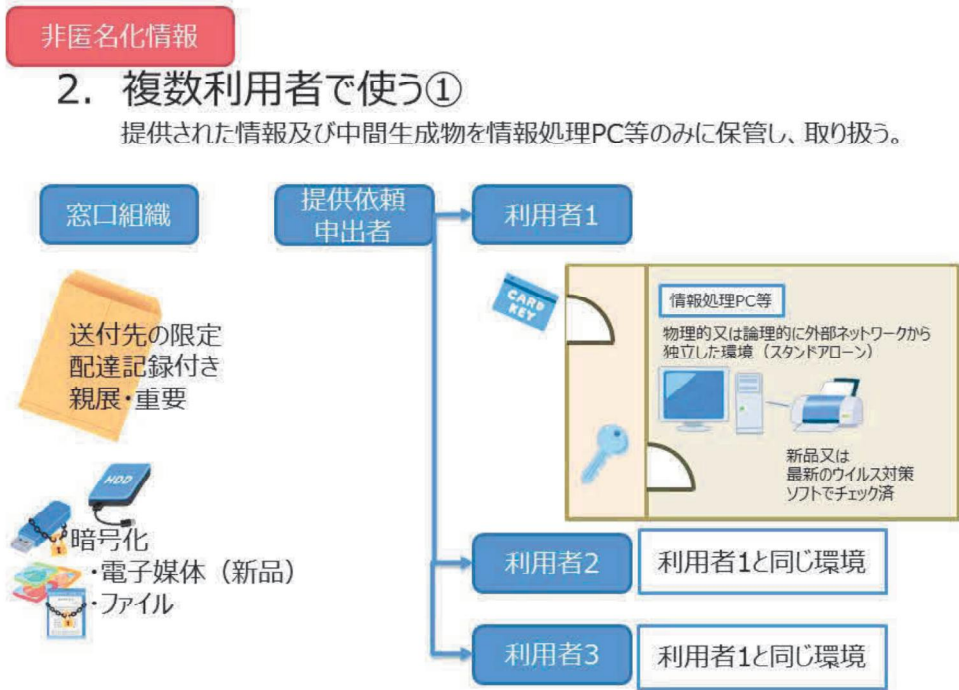 非匿名化情報
2. 複数利用者で使う①
提供された情報及び中間生成物を情報処理PC等のみに保管し、取り扱う。
窓口組織
提供依頼
申出者
利用者1
送付先の限定
配達記録付き
親展・重要
CARD
KEY
情報処理PC等
物理的又は論理的に外部ネットワークから
独立した環境（スタンドアローン）
新品又は
最新のウイルス対策
ソフトでチェック済
HDD
暗号化
・電子媒体（新品）
・ファイル
利用者2
利用者1と同じ環境
利用者3
利用者1と同じ環境